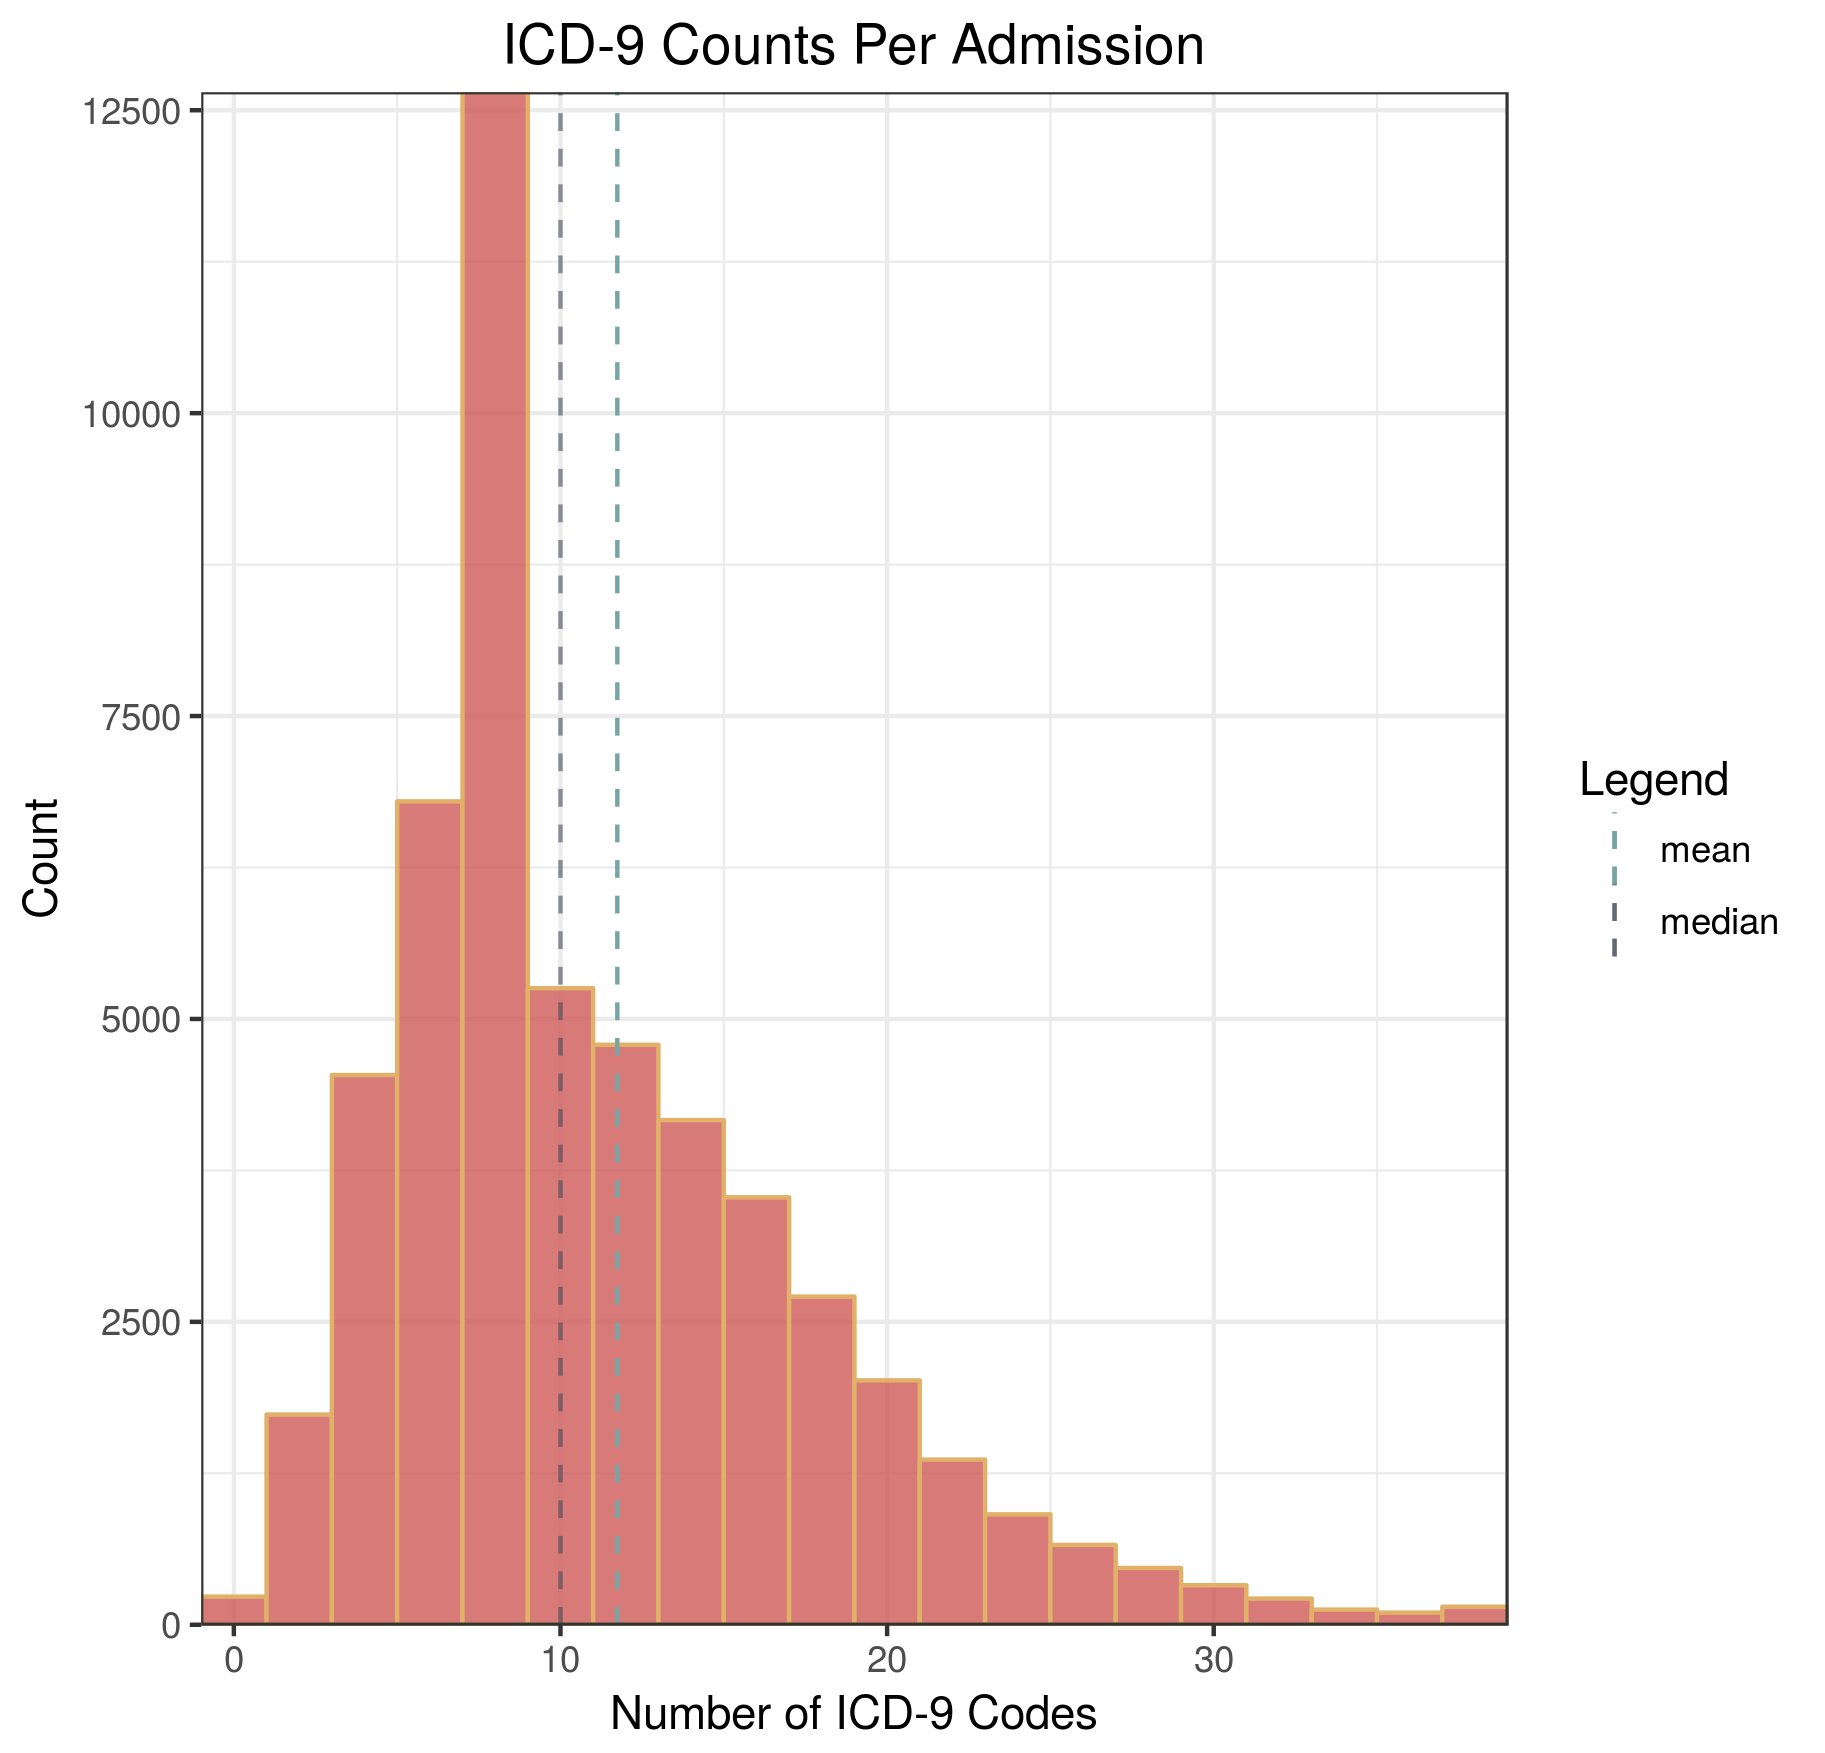 ICD-9 Counts Per Admission
12500
10000
7500
5000
2500
0
Count
0 10 20 30
Number of ICD-9 Codes
Legend
mean
median